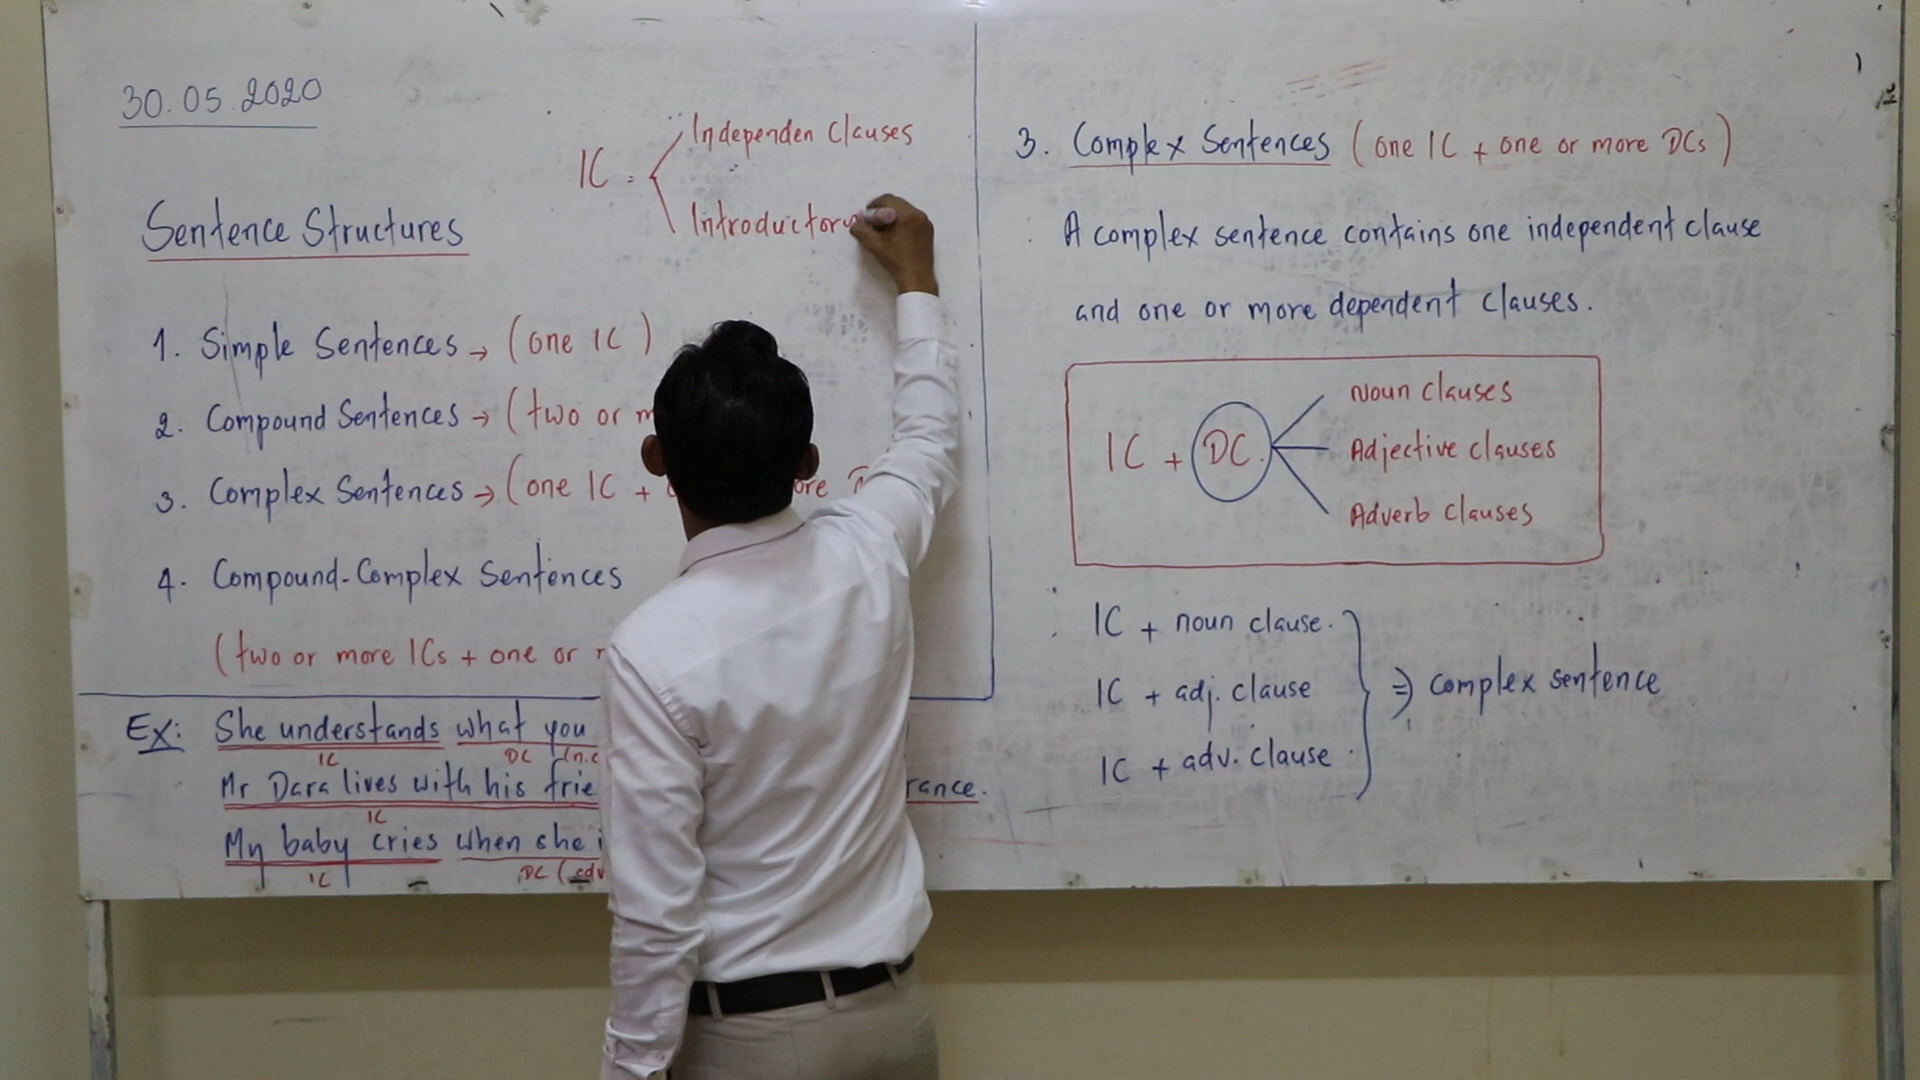 30.05.2020
IC = Independen Clauses
Introductory
Sentence Structures
1. Simple Sentences → (one IC)
2. Compound Sentences → (two or
3. Complex Sentences → (one IC +
4. Compound-Complex Sentences
(two or more ICs + one or
Ex: She understands what you
IC DC
Mr Dara lives with his
IC
My baby cries when she
IC DC (adv
3. Complex Sentences (one IC + one or more DCs)
A complex sentence contains one independent clause
and one or more dependent clauses.
Noun clauses
IC + DC. Adjective clauses
Adverb clauses
IC + noun clause.
IC + adj. clause ⇒ complex sentence
IC + adv. clause